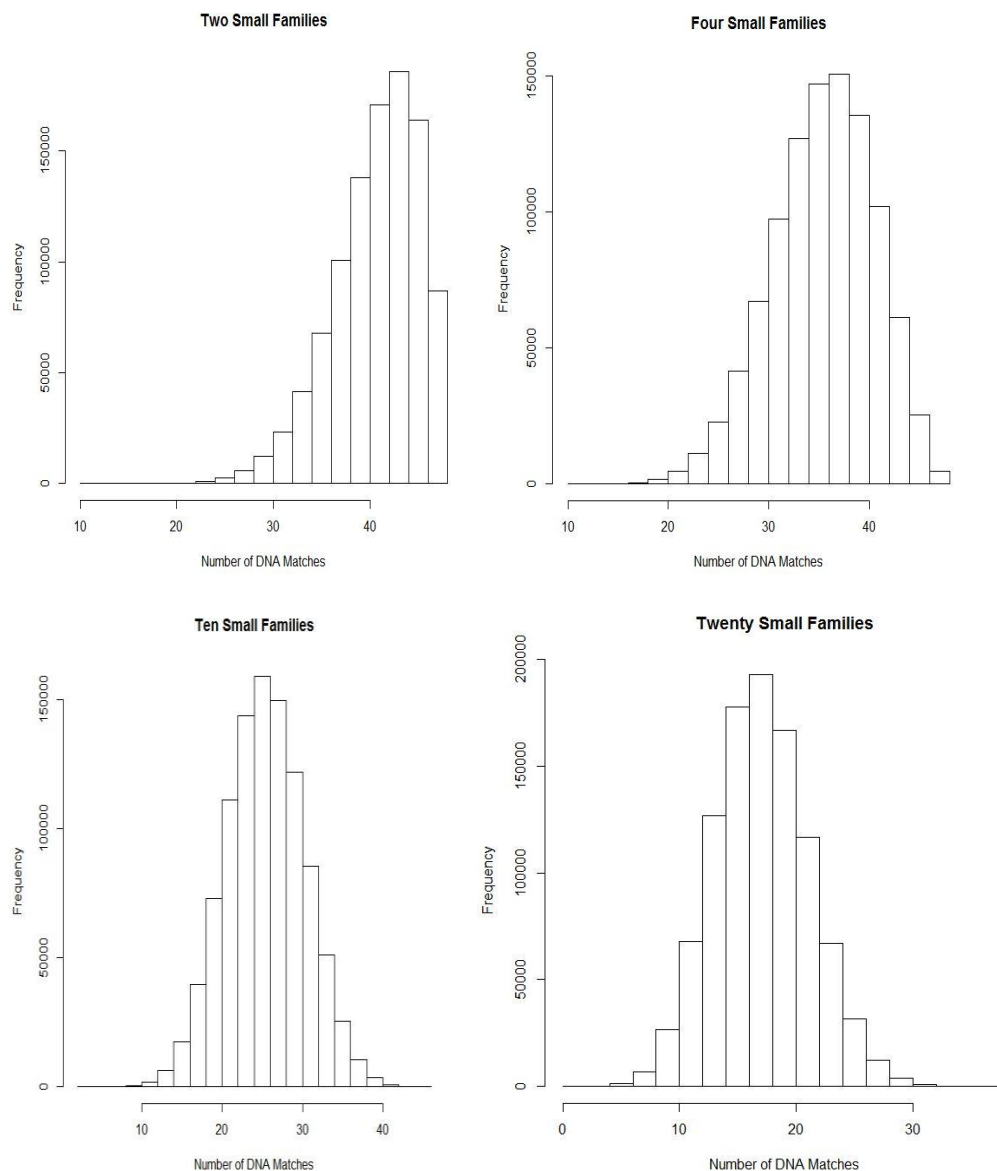 Two Small Families
Frequency
150000
100000
50000
0
10 20 30 40
Number of DNA Matches
Four Small Families
Frequency
150000
100000
50000
0
10 20 30 40
Number of DNA Matches
Ten Small Families
Frequency
150000
100000
50000
0
10 20 30 40
Number of DNA Matches
Twenty Small Families
Frequency
200000
150000
100000
50000
0
0 10 20 30
Number of DNA Matches